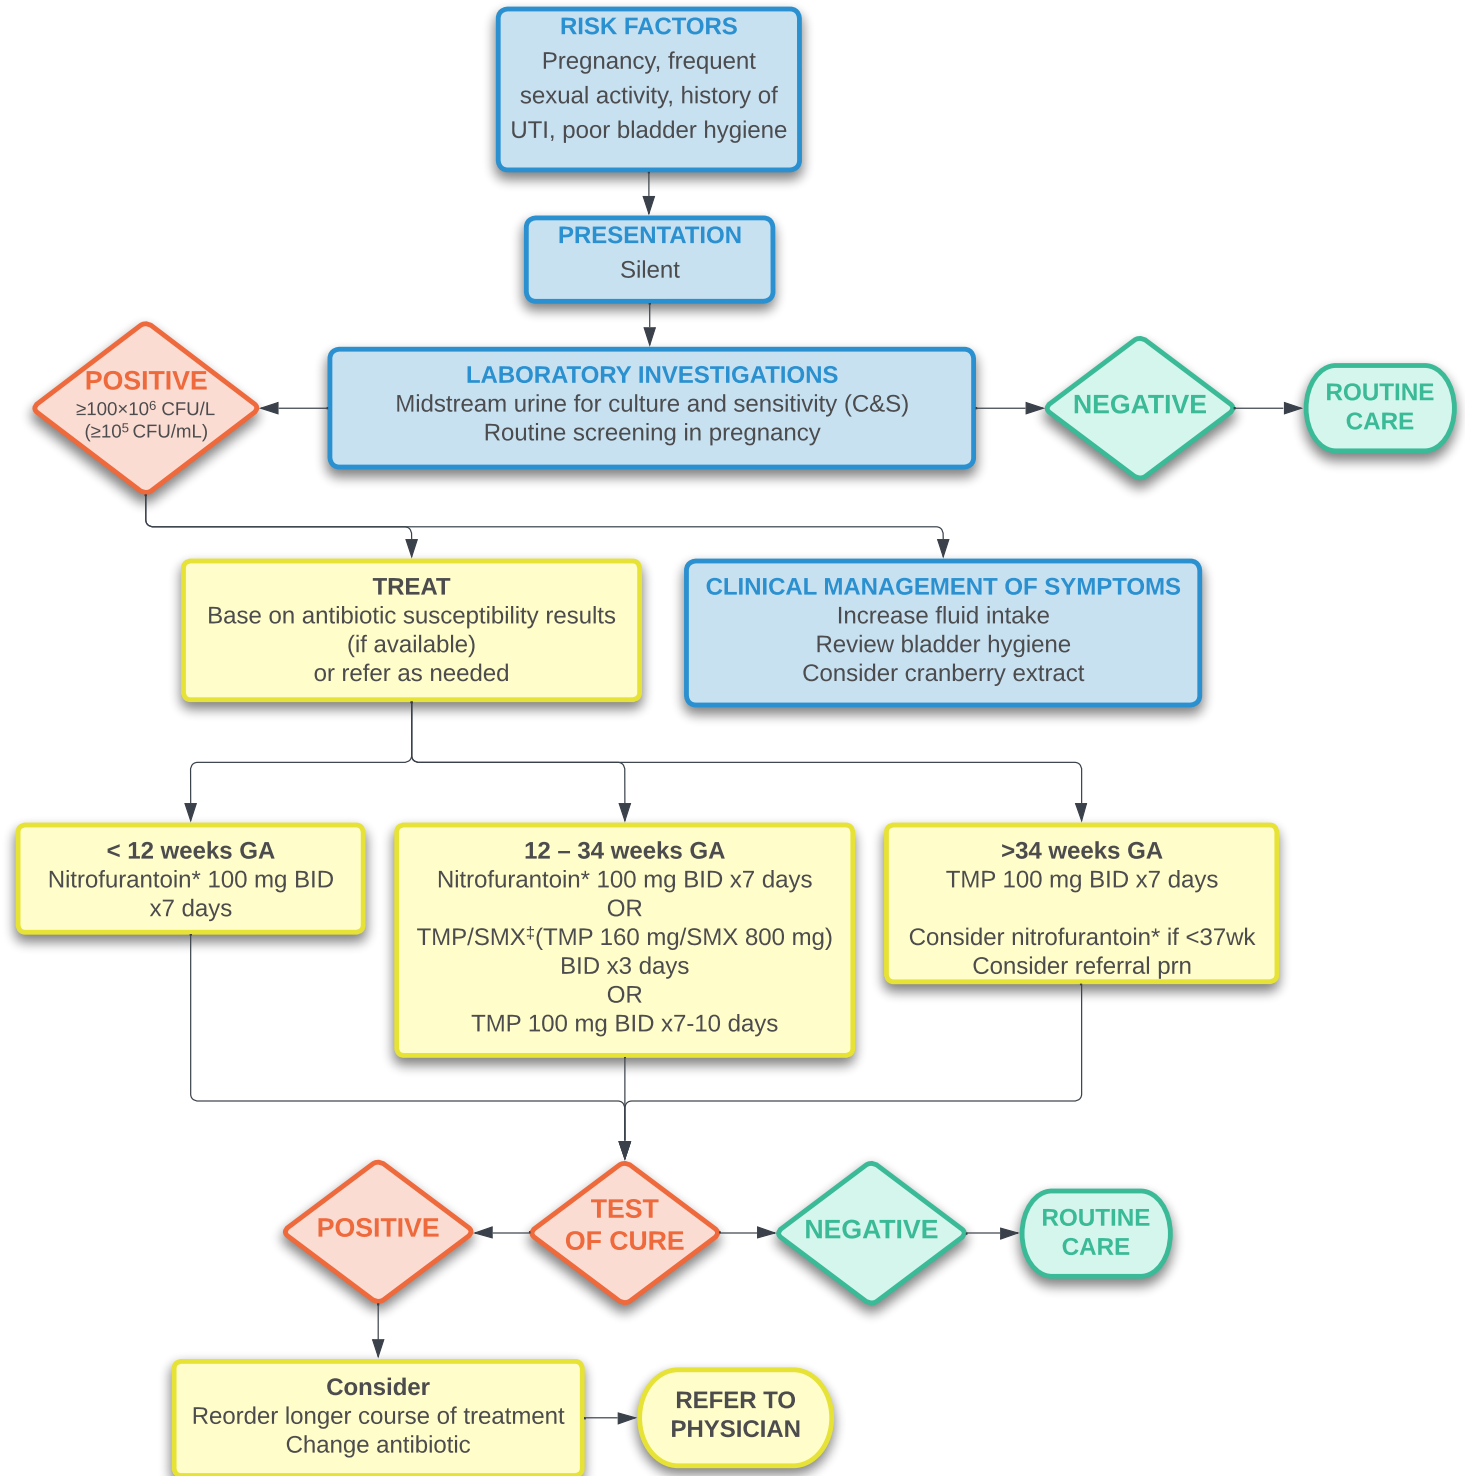 RISK FACTORS
Pregnancy, frequent
sexual activity, history of
UTI, poor bladder hygiene
PRESENTATION
Silent
POSITIVE
≥100×10⁶ CFU/L
(≥10⁵ CFU/mL)
LABORATORY INVESTIGATIONS
Midstream urine for culture and sensitivity (C&S)
Routine screening in pregnancy
NEGATIVE
ROUTINE
CARE
TREAT
Base on antibiotic susceptibility results
(if available)
or refer as needed
CLINICAL MANAGEMENT OF SYMPTOMS
Increase fluid intake
Review bladder hygiene
Consider cranberry extract
< 12 weeks GA
Nitrofurantoin* 100 mg BID
x7 days
12 – 34 weeks GA
Nitrofurantoin* 100 mg BID x7 days
OR
TMP/SMX‡(TMP 160 mg/SMX 800 mg)
BID x3 days
OR
TMP 100 mg BID x7-10 days
>34 weeks GA
TMP 100 mg BID x7 days
Consider nitrofurantoin* if <37wk
Consider referral prn
POSITIVE
TEST
OF CURE
NEGATIVE
ROUTINE
CARE
Consider
Reorder longer course of treatment
Change antibiotic
REFER TO
PHYSICIAN